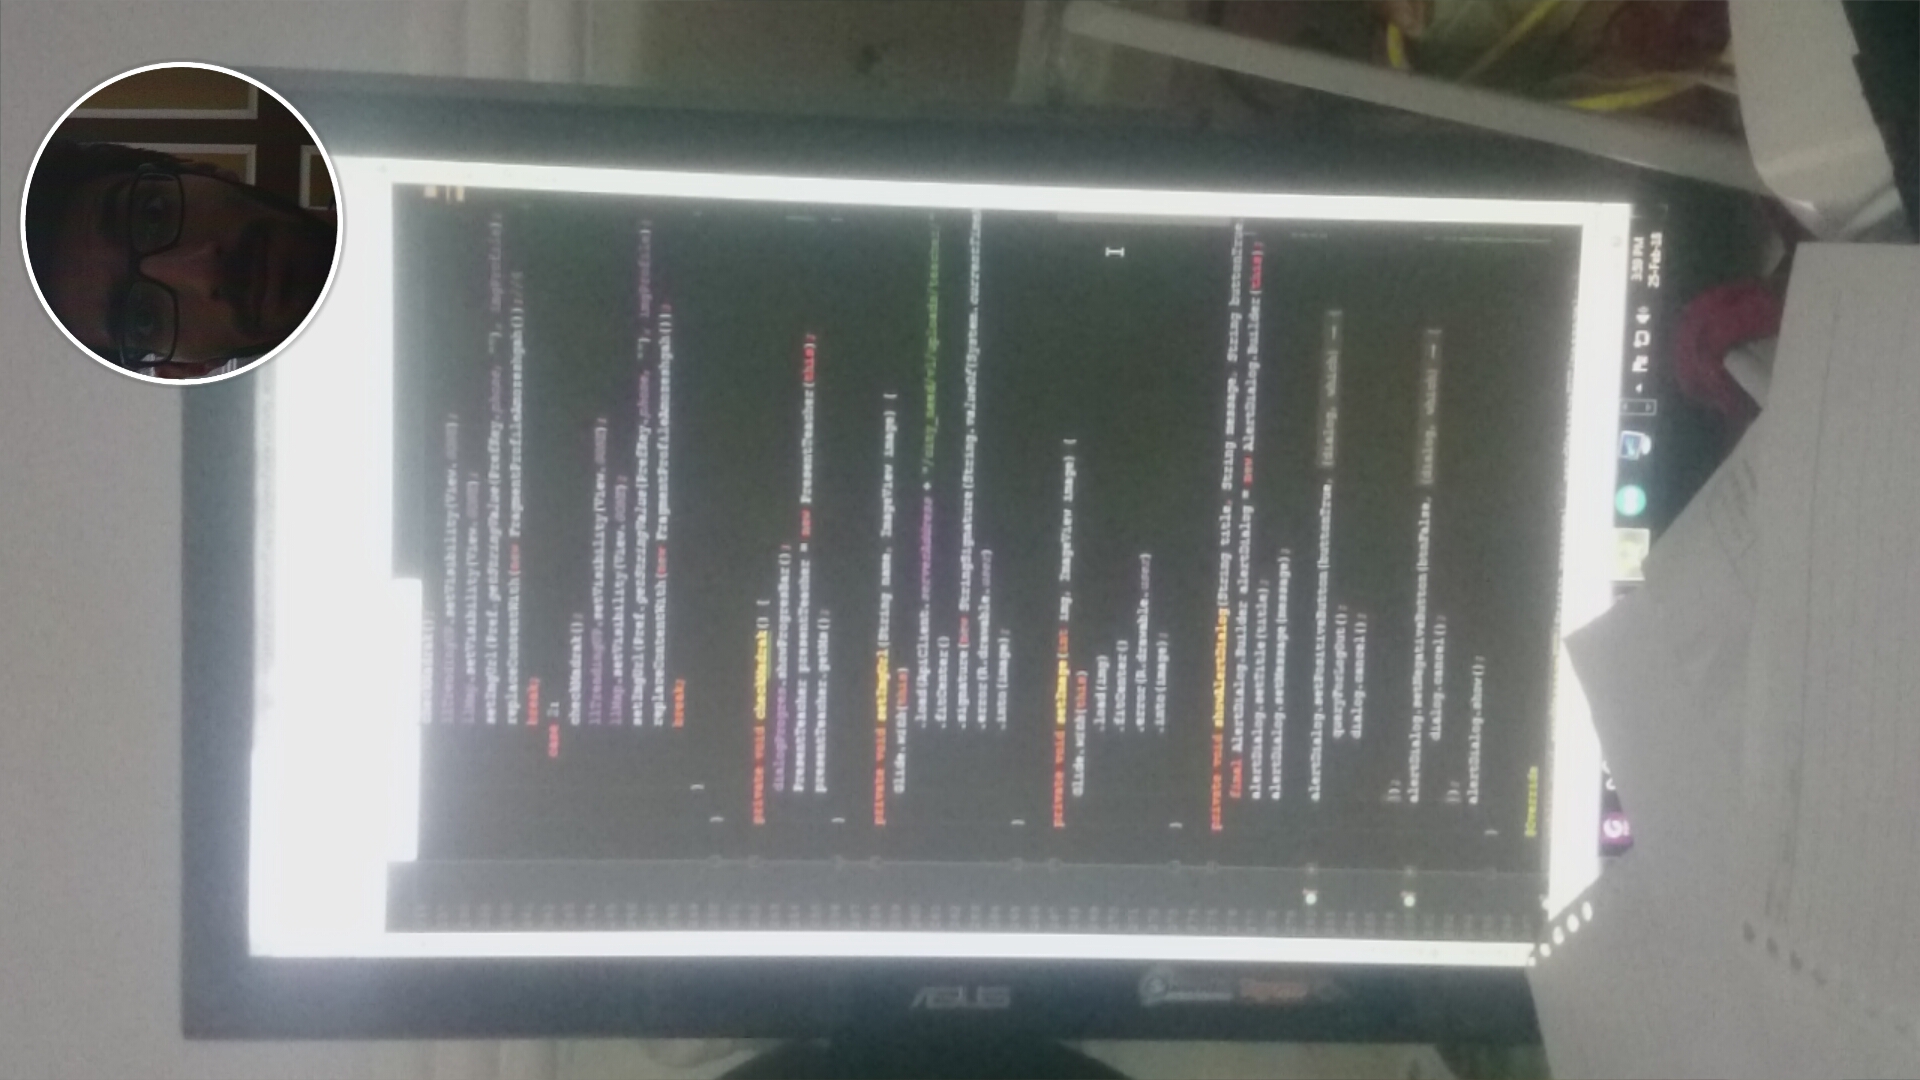 checkMadrak();
llTrendingUP.setVisibility(View.GONE);
llMap.setVisibility(View.GONE);
setImgUrl(Pref.getStringValue(PrefKey.phone, ""), imgProfile);
replaceContentWith(new FragmentProfileAmozeshgah());
break;
case 2:
checkMadrak();
llTrendingUP.setVisibility(View.GONE);
llMap.setVisibility(View.GONE);
setImgUrl(Pref.getStringValue(PrefKey.phone, ""), imgProfile);
replaceContentWith(new FragmentProfileAmozeshgah());
break;
}
}
private void checkMadrak() {
dialogProgres.showProgresBar();
PresentTeacher presentTeacher = new PresentTeacher(this);
presentTeacher.getMs();
}
private void setImgUrl(String name, ImageView image) {
Glide.with(this)
.load(ApiClient.serverAddress + "/city_need/v1/uploads/teacher/"
.fitCenter()
.signature(new StringSignature(String.valueOf(System.currentTime
.error(R.drawable.user)
.into(image);
}
private void setImage(int img, ImageView image) {
Glide.with(this)
.load(img)
.fitCenter()
.error(R.drawable.user)
.into(image);
}
private void showAlertDialog(String title, String message, String buttonTrue
final AlertDialog.Builder alertDialog = new AlertDialog.Builder(this);
alertDialog.setTitle(title);
alertDialog.setMessage(message);
alertDialog.setPositiveButton(buttonTrue, (dialog, which) → {
queryForLogOut();
dialog.cancel();
});
alertDialog.setNegativeButton(btnFalse, (dialog, which) → {
dialog.cancel();
});
alertDialog.show();
}
@Override
3:59 PM
25-Feb-18
ASUS